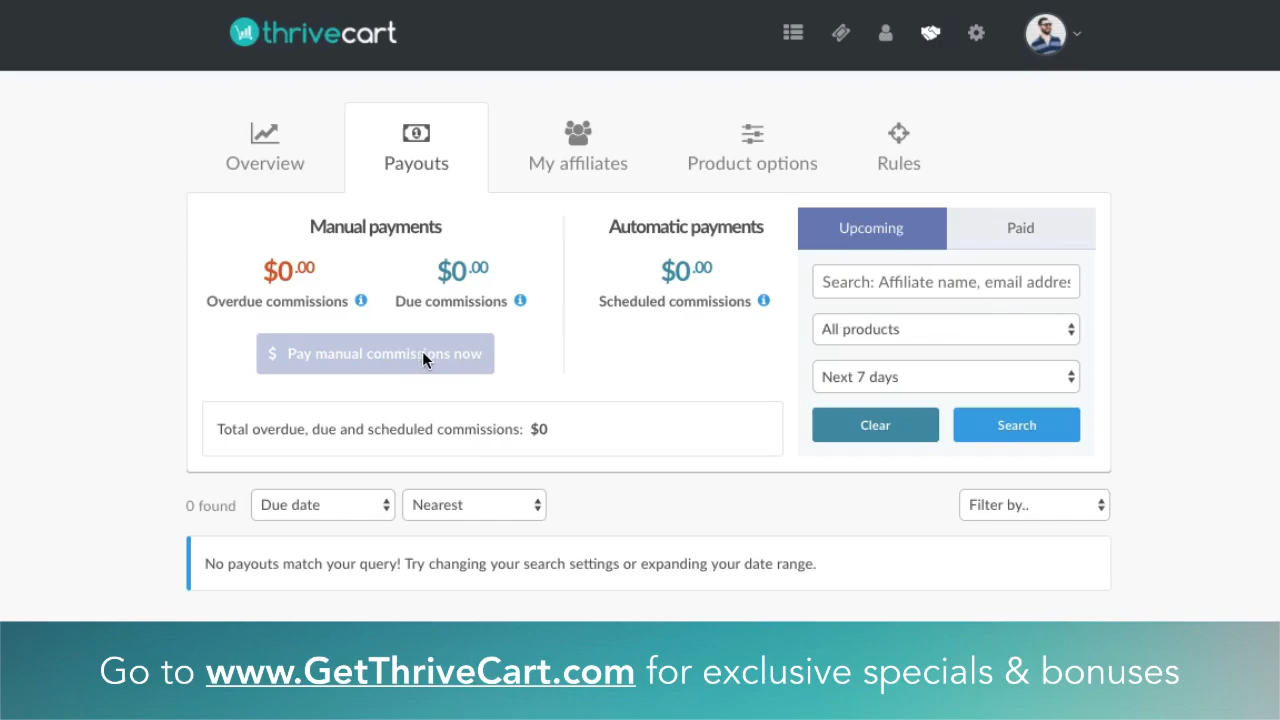 thrivecart
Overview
Payouts
My affiliates
Product options
Rules
Manual payments
$0.00
Overdue commissions
$0.00
Due commissions
$ Pay manual commissions now
Automatic payments
$0.00
Scheduled commissions
Total overdue, due and scheduled commissions: $0
Upcoming
Paid
Search: Affiliate name, email addres
All products
Next 7 days
Clear
Search
0 found
Due date
Nearest
Filter by..
No payouts match your query! Try changing your search settings or expanding your date range.
Go to www.GetThriveCart.com for exclusive specials & bonuses